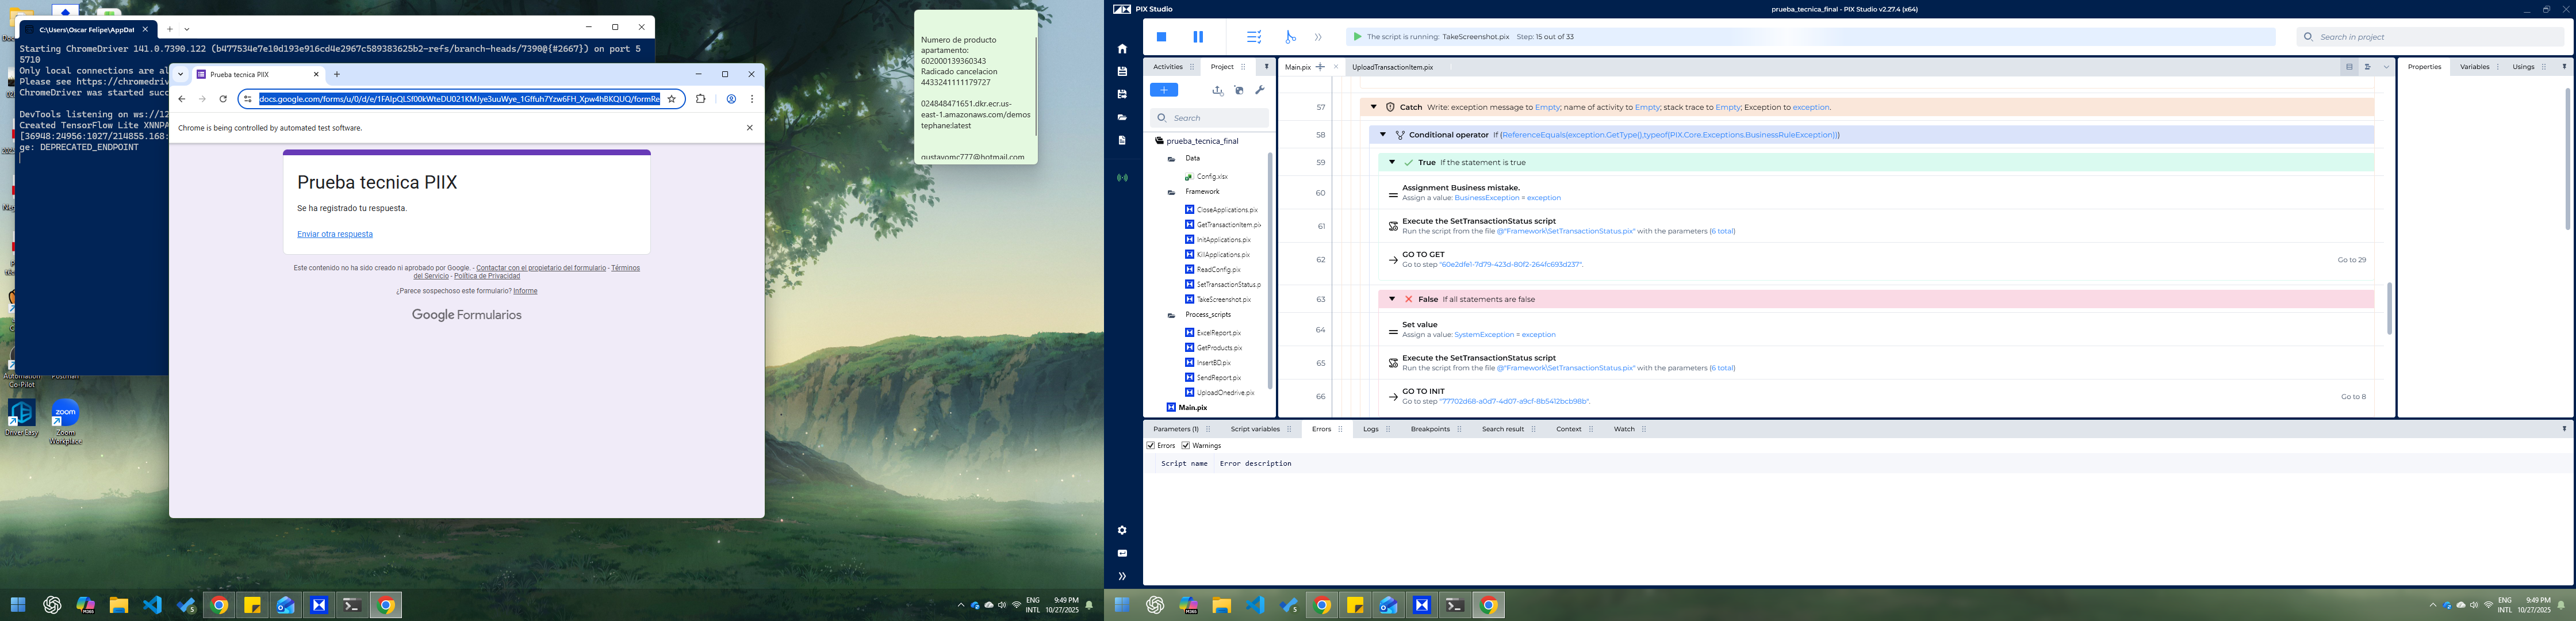 C:\Users\Oscar Felipe\AppDat
Starting ChromeDriver 141.0.7390.122 (b477534e7e10d193e916cd4e2967c589383625b2-refs/branch-heads/7390@{#2667}) on port 5
5710
Only local connections are al
Please see https://chromedriv
ChromeDriver was started succ
DevTools listening on ws://12
Created TensorFlow Lite XNNPA
[36948:24956:1027/214855.168:
ge: DEPRECATED_ENDPOINT
Prueba tecnica PIIX
docs.google.com/forms/u/0/d/e/1FAIpQLSf00kWteDU021KMJye3uuWye_1Gffuh7Yzw6FH_Xpw4hBKQUQ/formRe
Chrome is being controlled by automated test software.
Prueba tecnica PIIX
Se ha registrado tu respuesta.
Enviar otra respuesta
Este contenido no ha sido creado ni aprobado por Google. - Contactar con el propietario del formulario - Términos
del Servicio - Política de Privacidad
¿Parece sospechoso este formulario? Informe
Google Formularios
Numero de producto
apartamento:
602000139360343
Radicado cancelacion
4433241111179727
024848471651.dkr.ecr.us-
east-1.amazonaws.com/demos
tephane:latest
gustavomc777@hotmail.com
Automation
Co-Pilot
Postman
DriverEasy
Zoom
Workplace
ENG
INTL
9:49 PM
10/27/2025
PIX Studio
prueba_tecnica_final - PIX Studio v2.27.4 (x64)
The script is running: TakeScreenshot.pix Step: 15 out of 33
Search in project
Activities
Project
Search
prueba_tecnica_final
Data
Config.xlsx
Framework
CloseApplications.pix
GetTransactionItem.pix
InitApplications.pix
KillApplications.pix
ReadConfig.pix
SetTransactionStatus.p
TakeScreenshot.pix
Process_scripts
ExcelReport.pix
GetProducts.pix
InsertBD.pix
SendReport.pix
UploadOnedrive.pix
Main.pix
Main.pix
UploadTransactionItem.pix
57 Catch Write: exception message to Empty; name of activity to Empty; stack trace to Empty; Exception to exception.
58 Conditional operator If (ReferenceEquals(exception.GetType(),typeof(PIX.Core.Exceptions.BusinessRuleException)))
59 True If the statement is true
60 Assignment Business mistake.
Assign a value: BusinessException = exception
61 Execute the SetTransactionStatus script
Run the script from the file @"Framework\SetTransactionStatus.pix" with the parameters (6 total)
62 GO TO GET
Go to step "60e2dfe1-7d79-423d-80f2-264fc693d237".
Go to 29
63 False If all statements are false
64 Set value
Assign a value: SystemException = exception
65 Execute the SetTransactionStatus script
Run the script from the file @"Framework\SetTransactionStatus.pix" with the parameters (6 total)
66 GO TO INIT
Go to step "77702d68-a0d7-4d07-a9cf-8b5412bcb98b".
Go to 8
Properties
Variables
Usings
Parameters (1)
Script variables
Errors
Logs
Breakpoints
Search result
Context
Watch
Errors
Warnings
Script name
Error description
ENG
INTL
9:49 PM
10/27/2025